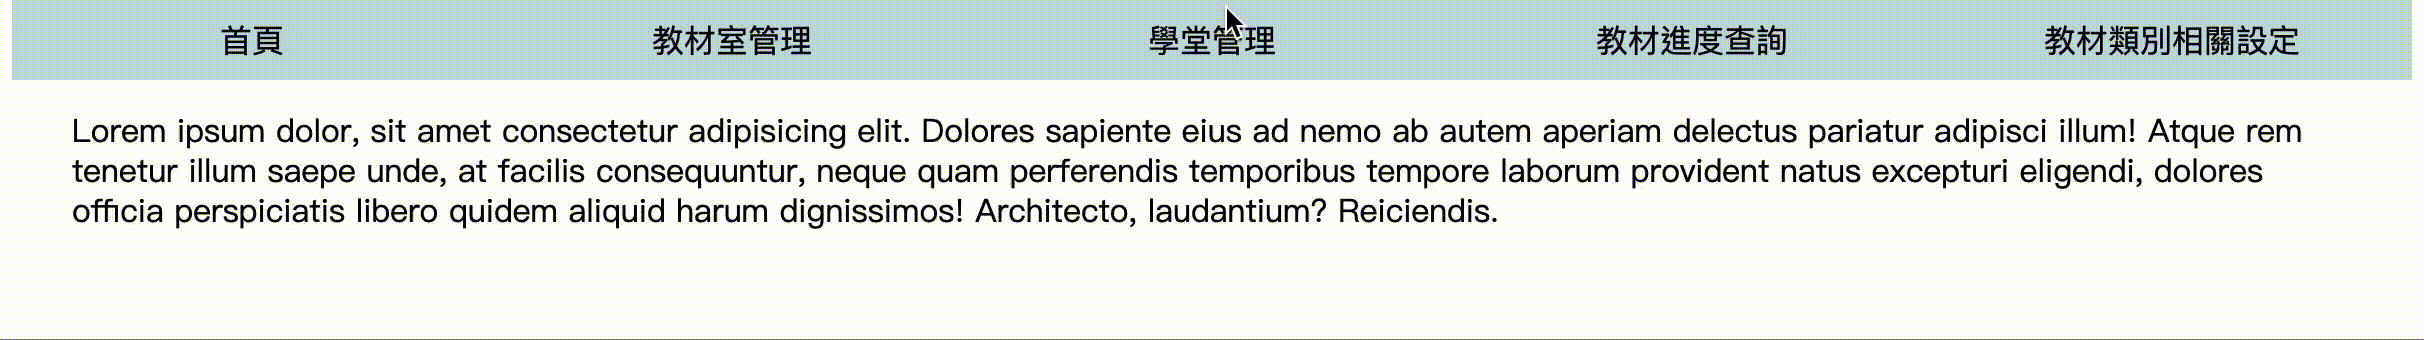 首頁 教材室管理 學堂管理 教材進度查詢 教材類別相關設定
Lorem ipsum dolor, sit amet consectetur adipisicing elit. Dolores sapiente eius ad nemo ab autem aperiam delectus pariatur adipisci illum! Atque rem
tenetur illum saepe unde, at facilis consequuntur, neque quam perferendis temporibus tempore laborum provident natus excepturi eligendi, dolores
officia perspiciatis libero quidem aliquid harum dignissimos! Architecto, laudantium? Reiciendis.